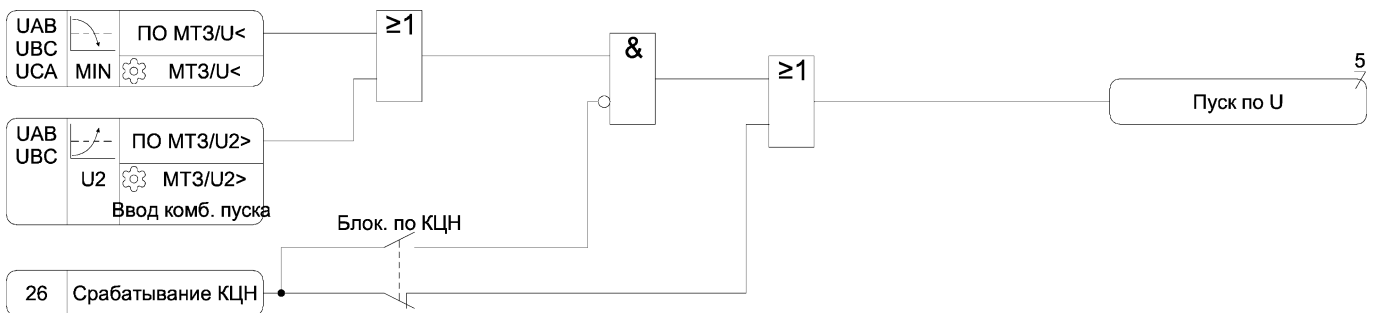 UAB
UBC
UCA
MIN
ПО МТЗ/U<
МТЗ/U<
≥1
&
≥1
5
Пуск по U
UAB
UBC
U2
ПО МТЗ/U2>
МТЗ/U2>
Ввод комб. пуска
Блок. по КЦН
26
Срабатывание КЦН